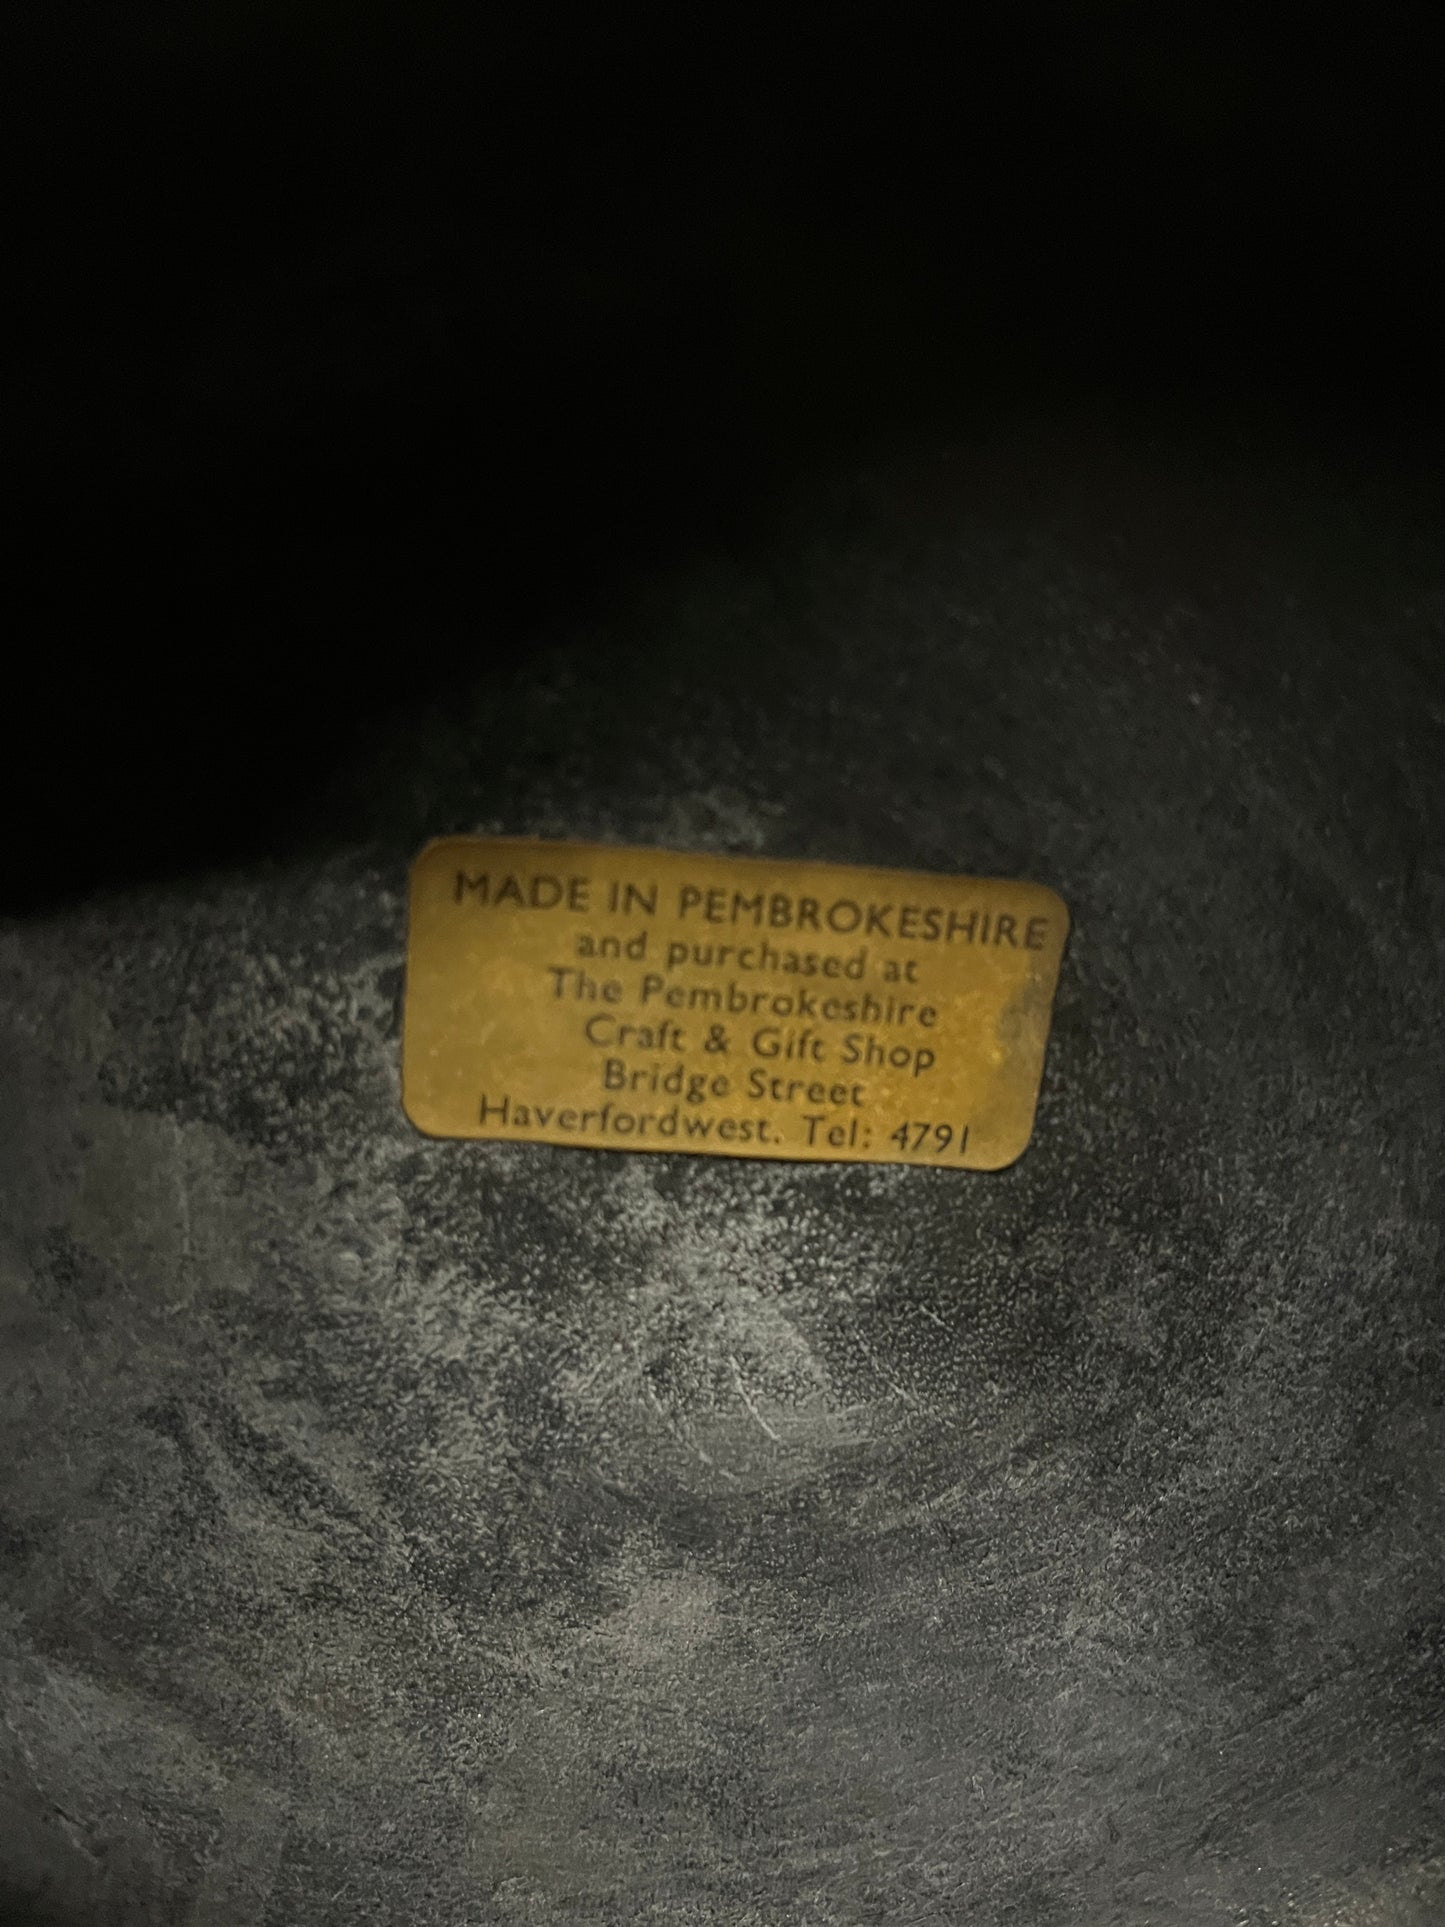 MADE IN PEMBROKESHIRE
and purchased at
The Pembrokeshire
Craft & Gift Shop
Bridge Street
Haverfordwest. Tel: 4791